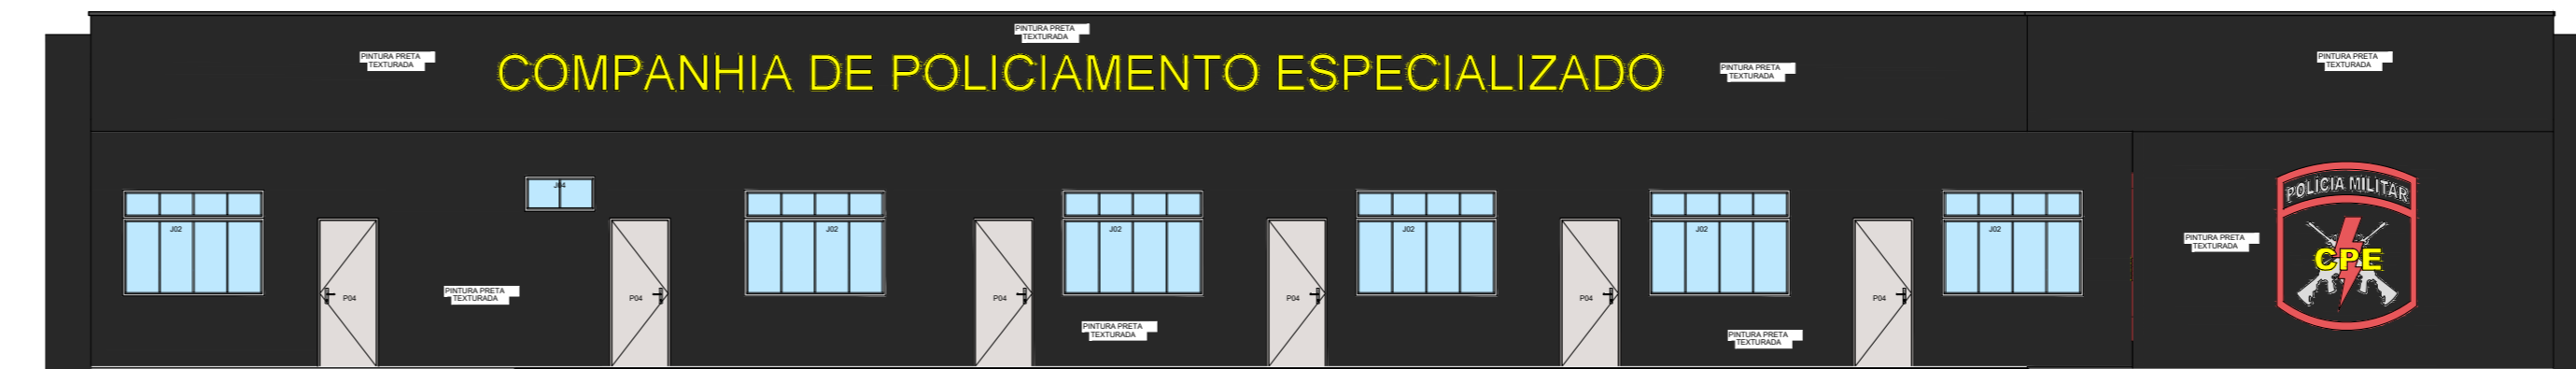 PINTURA PRETA
TEXTURADA
PINTURA PRETA
TEXTURADA
COMPANHIA DE POLICIAMENTO ESPECIALIZADO
PINTURA PRETA
TEXTURADA
PINTURA PRETA
TEXTURADA
J02
J04
J02
J02
J02
J02
J02
POLÍCIA MILITAR
CPE
PINTURA PRETA
TEXTURADA
P04
PINTURA PRETA
TEXTURADA
P04
P04
P04
P04
P04
PINTURA PRETA
TEXTURADA
PINTURA PRETA
TEXTURADA